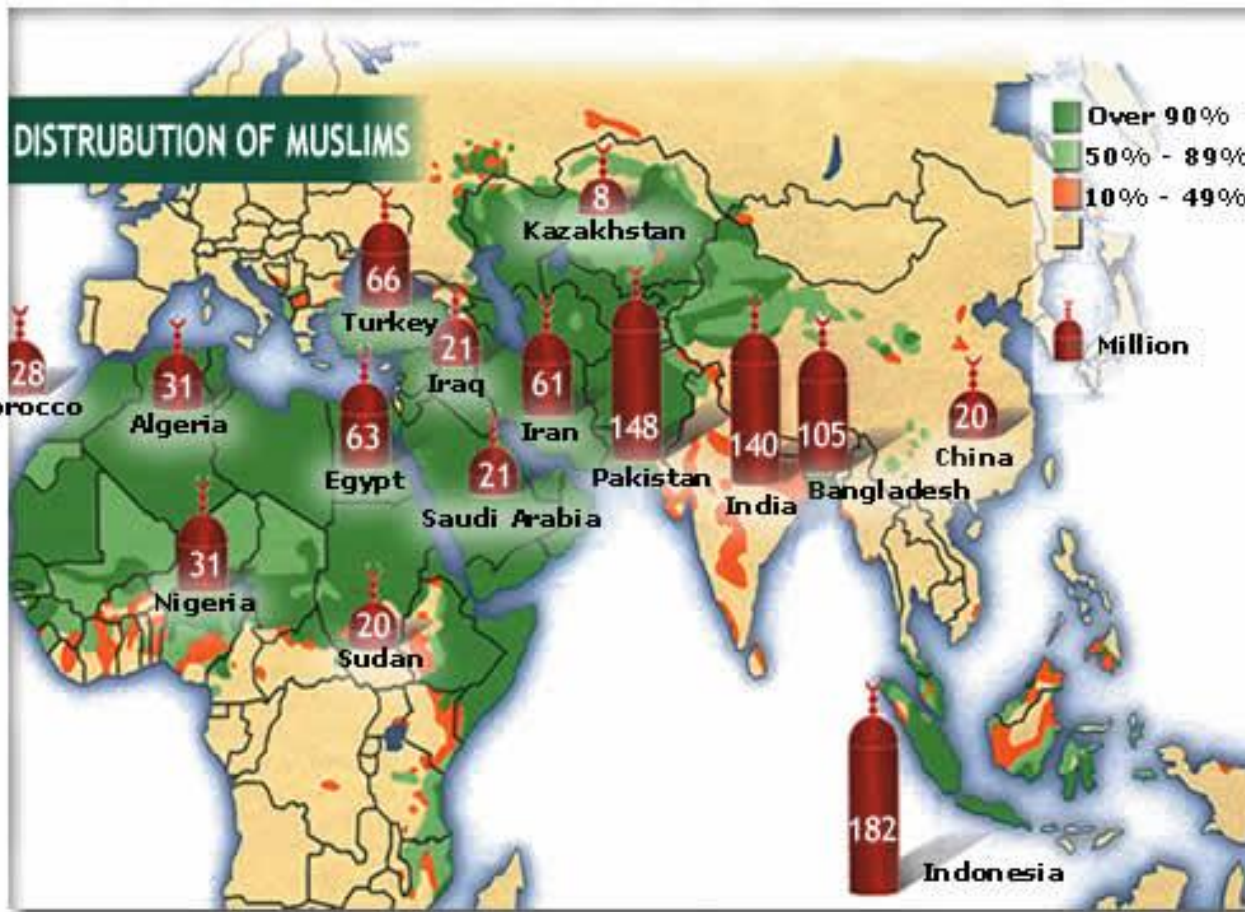 DISTRUBUTION OF MUSLIMS
Over 90%
50% - 89%
10% - 49%
Million
8
Kazakhstan
66
Turkey
21
Iraq
61
Iran
148
Pakistan
140
India
105
Bangladesh
20
China
28
orocco
31
Algeria
63
Egypt
21
Saudi Arabia
31
Nigeria
20
Sudan
182
Indonesia